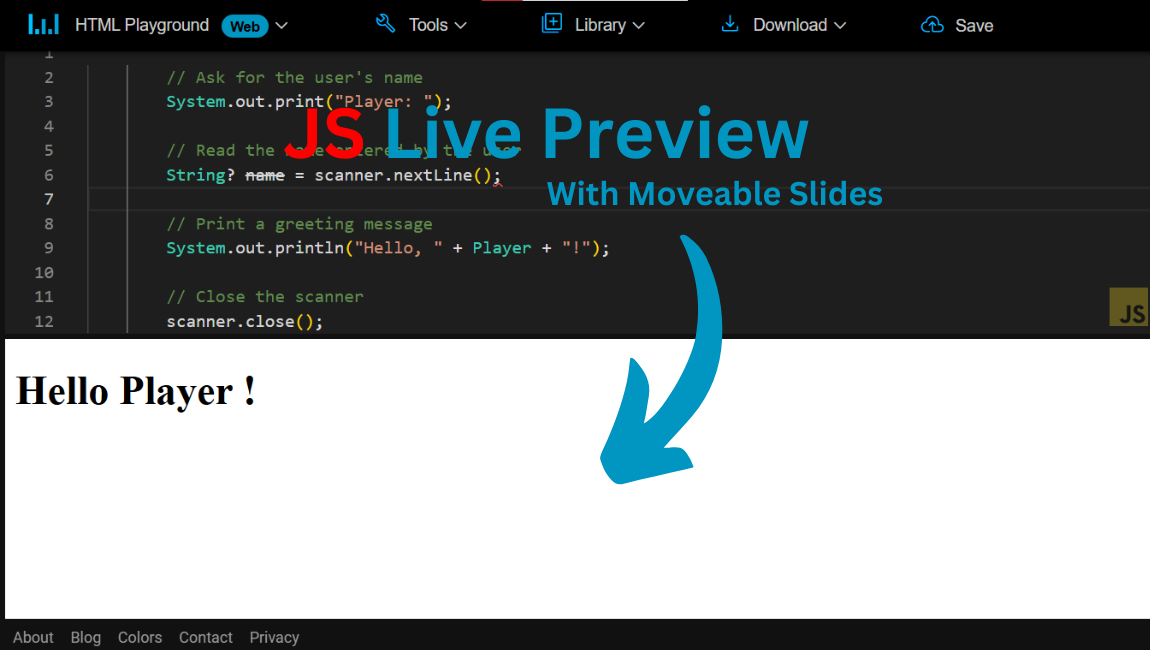 HTML Playground Web Tools Library Download Save
1
2 // Ask for the user's name
3 System.out.print("Player: ");
JS Live Preview
4
5 // Read the name entered by the user
6 String? name = scanner.nextLine();
With Moveable Slides
7
8 // Print a greeting message
9 System.out.println("Hello, " + Player + "!");
10
11 // Close the scanner
12 scanner.close();
JS
Hello Player !
About Blog Colors Contact Privacy